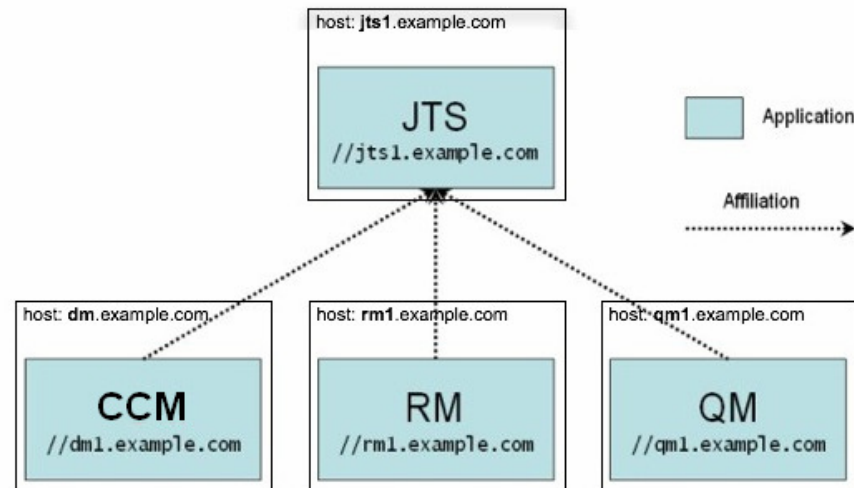 host: jts1.example.com
JTS
//jts1.example.com
Application
Affiliation
host: dm.example.com
CCM
//dm1.example.com
host: rm1.example.com
RM
//rm1.example.com
host: qm1.example.com
QM
//qm1.example.com